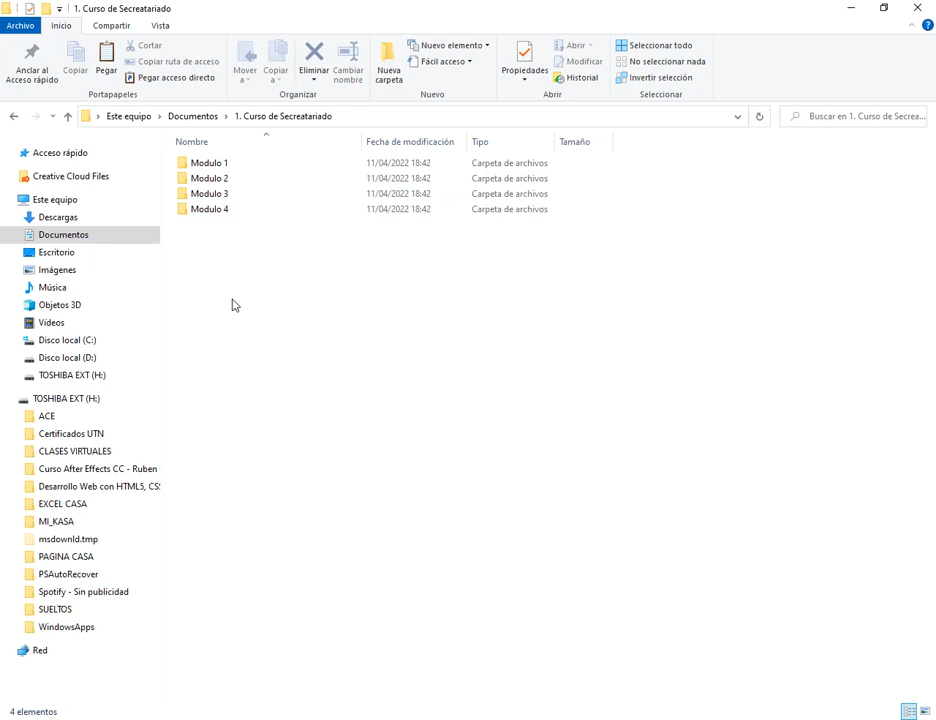 1. Curso de Secreatariado
Archivo Inicio Compartir Vista
Anclar al Acceso rápido
Copiar
Pegar
Cortar
Copiar ruta de acceso
Pegar acceso directo
Portapapeles
Mover a
Copiar a
Eliminar
Cambiar nombre
Organizar
Nueva carpeta
Nuevo elemento
Fácil acceso
Nuevo
Propiedades
Abrir
Modificar
Historial
Abrir
Seleccionar todo
No seleccionar nada
Invertir selección
Seleccionar
Este equipo > Documentos > 1. Curso de Secreatariado
Buscar en 1. Curso de Secrea...
Nombre Fecha de modificación Tipo Tamaño
Modulo 1 11/04/2022 18:42 Carpeta de archivos
Modulo 2 11/04/2022 18:42 Carpeta de archivos
Modulo 3 11/04/2022 18:42 Carpeta de archivos
Modulo 4 11/04/2022 18:42 Carpeta de archivos
Acceso rápido
Creative Cloud Files
Este equipo
Descargas
Documentos
Escritorio
Imágenes
Música
Objetos 3D
Vídeos
Disco local (C:)
Disco local (D:)
TOSHIBA EXT (H:)
TOSHIBA EXT (H:)
ACE
Certificados UTN
CLASES VIRTUALES
Curso After Effects CC - Ruben
Desarrollo Web con HTML5, CSS
EXCEL CASA
MI_KASA
msdownld.tmp
PAGINA CASA
PSAutoRecover
Spotify - Sin publicidad
SUELTOS
WindowsApps
Red
4 elementos